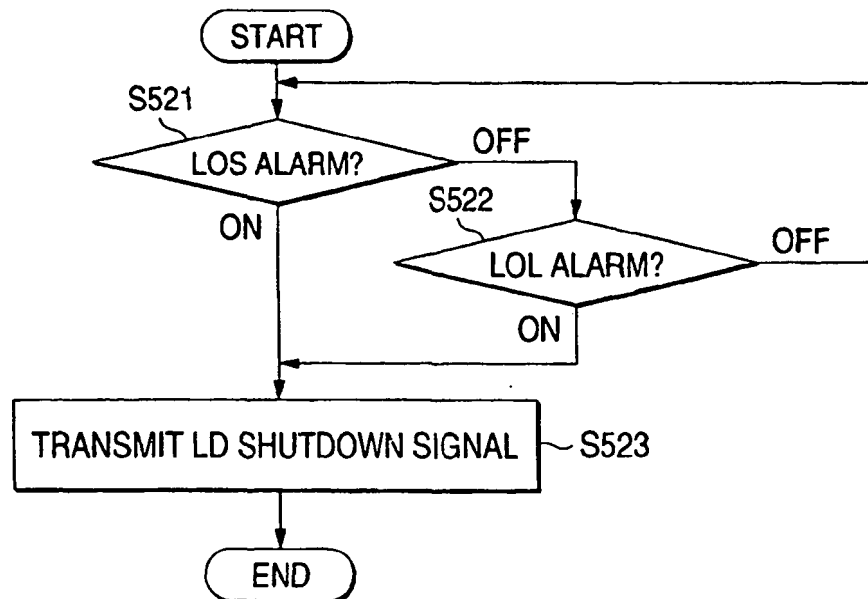 START
S521
LOS ALARM?
OFF
ON
S522
LOL ALARM?
OFF
ON
TRANSMIT LD SHUTDOWN SIGNAL
S523
END